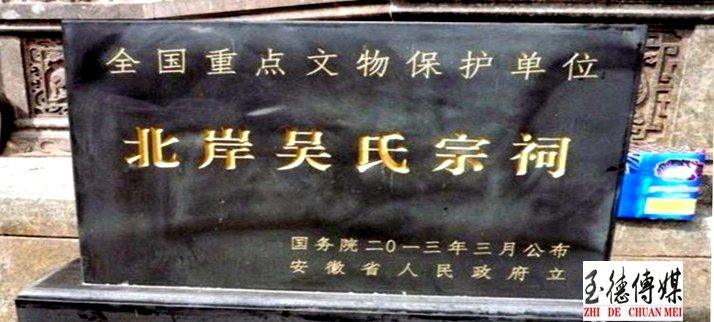 全国重点文物保护单位
北岸吴氏宗祠
国务院二〇一三年三月公布
安徽省人民政府立
玉德傳媒
ZHI DE CHUAN MEI